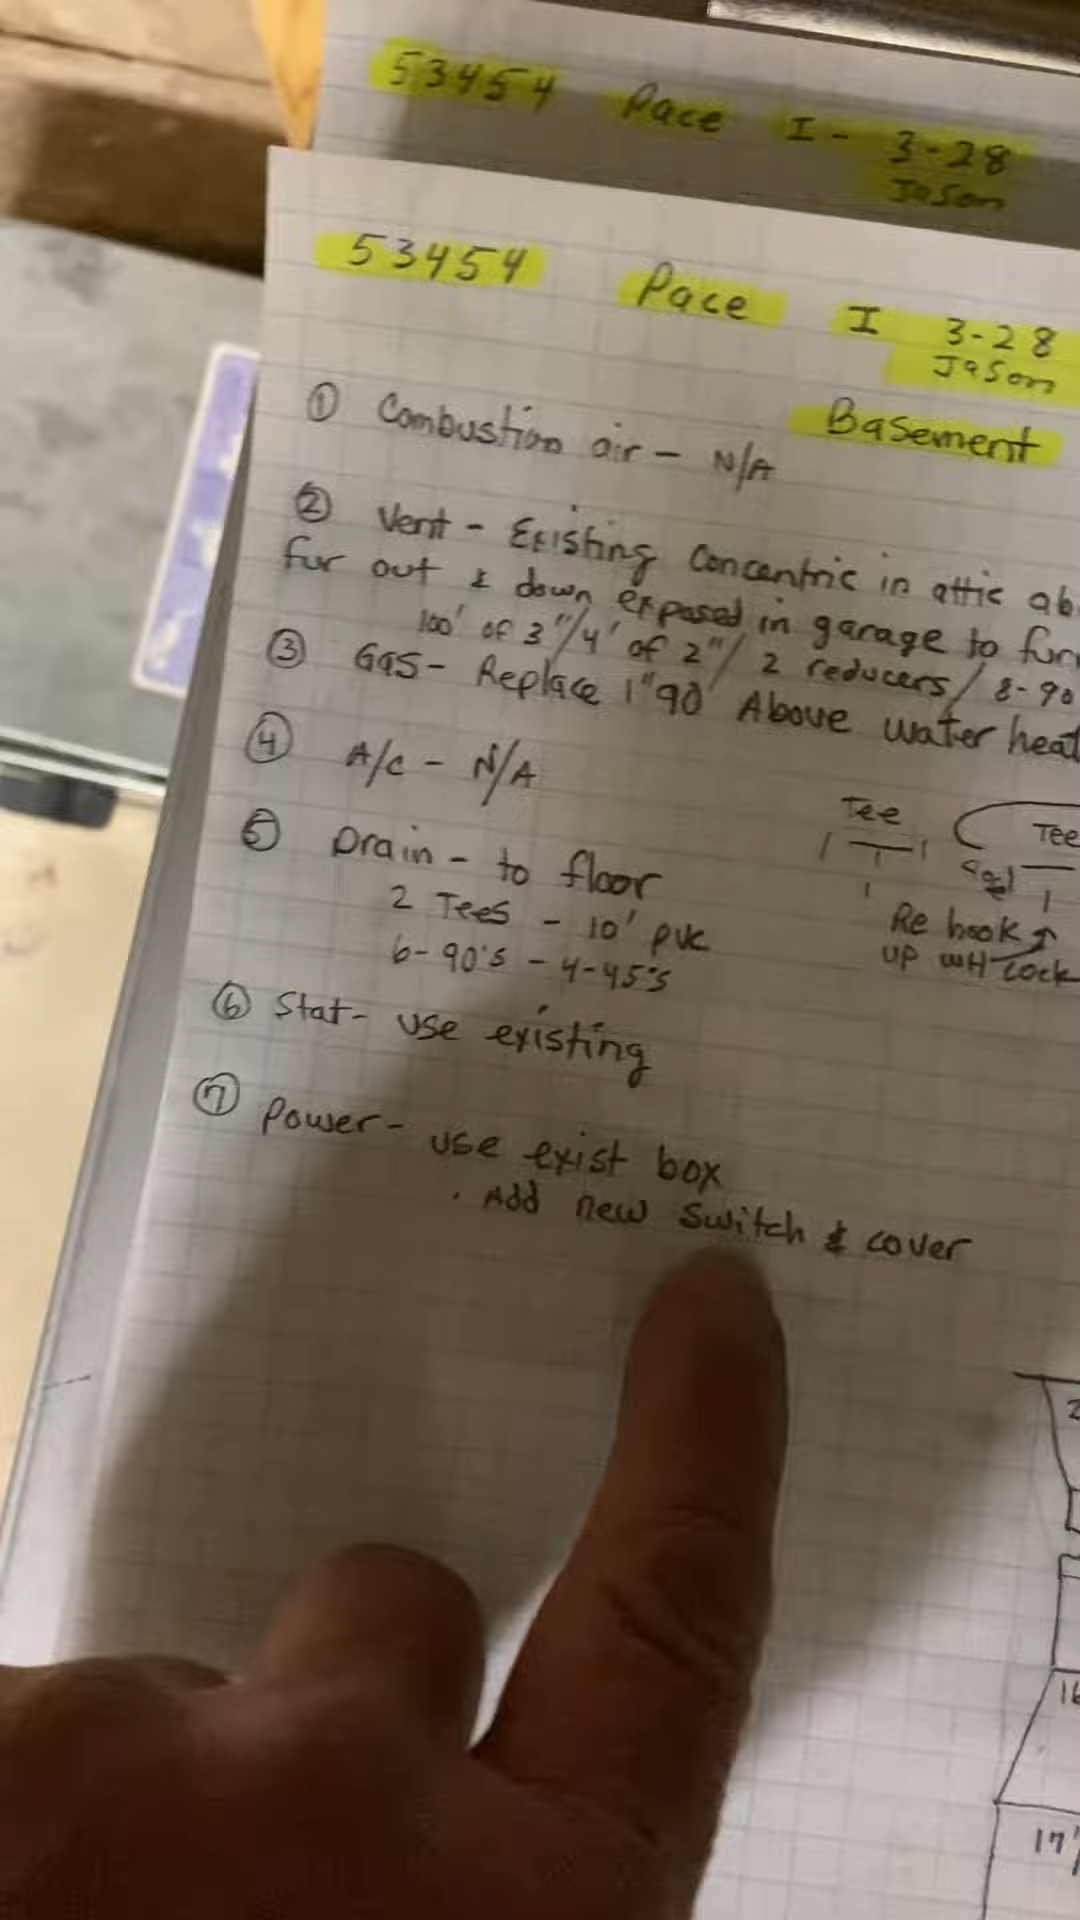 53454 Pace I - 3-28
Jason
53454 Pace I 3-28
Jason
Basement
① Combustion air - N/A
② Vent - Existing Concentric in attic
fur out & down exposed in garage to
100' of 3"/4' of 2"/ 2 reducers/ 8-90
③ Gas - Replace 1" 90 Above water
④ A/C - N/A
Tee Tee
⑤ Drain - to floor
2 Tees - 10' pvc
6-90's - 4-45's
Re hook
up WH cock
⑥ Stat- use existing
⑦ Power- use exist box
. Add new Switch & cover
17'